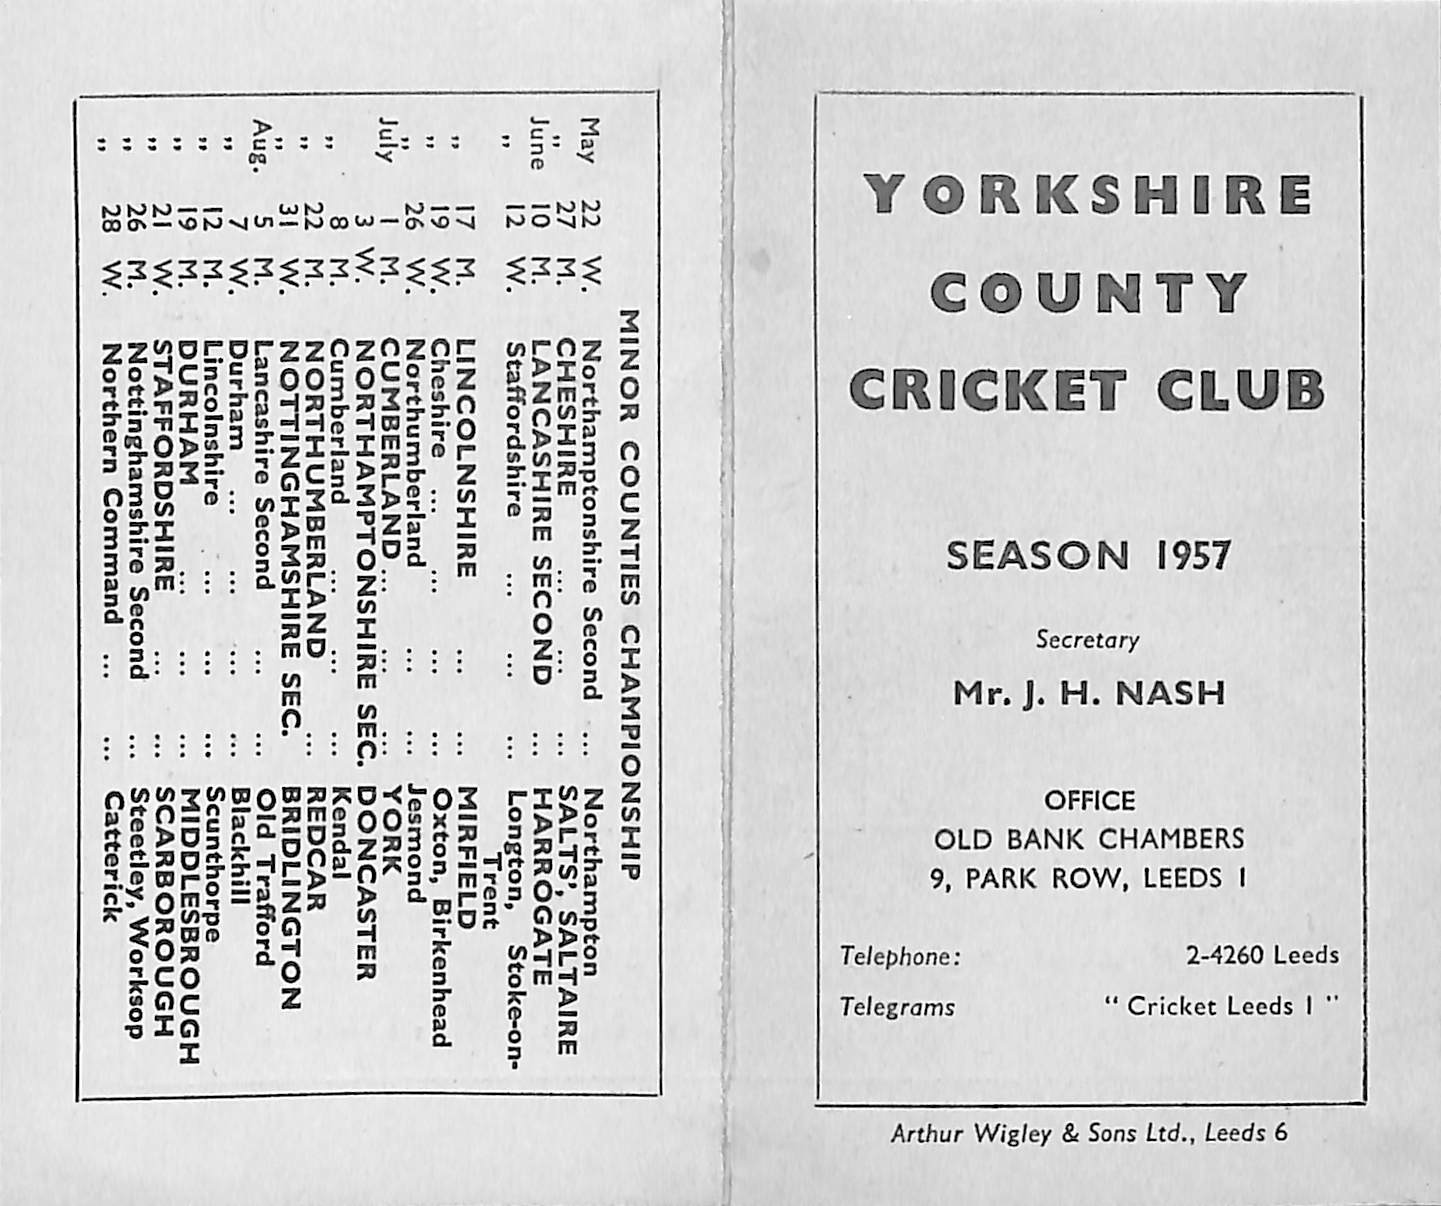 MINOR COUNTIES CHAMPIONSHIP
May 22 W. Northamptonshire Second ... Northampton
„ 27 M. CHESHIRE ... ... ... SALTS', SALTAIRE
June 10 M. LANCASHIRE SECOND ... HARROGATE
„ 12 W. Staffordshire ... ... ... Longton, Stoke-on-
Trent
„ 17 M. LINCOLNSHIRE ... ... MIRFIELD
„ 19 W. Cheshire ... ... ... ... Oxton, Birkenhead
„ 26 W. Northumberland ... ... Jesmond
July 1 M. CUMBERLAND ... ... ... YORK
„ 3 W. NORTHAMPTONSHIRE SEC. DONCASTER
„ 8 M. Cumberland ... ... ... Kendal
„ 22 M. NORTHUMBERLAND ... REDCAR
„ 31 W. NOTTINGHAMSHIRE SEC. BRIDLINGTON
Aug. 5 M. Lancashire Second ... ... Old Trafford
„ 7 W. Durham ... ... ... ... Blackhill
„ 12 M. Lincolnshire ... ... ... Scunthorpe
„ 19 M. DURHAM ... ... ... MIDDLESBROUGH
„ 21 W. STAFFORDSHIRE ... ... SCARBOROUGH
„ 26 M. Nottinghamshire Second ... Steetley, Worksop
„ 28 W. Northern Command ... ... Catterick
YORKSHIRE
COUNTY
CRICKET CLUB
SEASON 1957
Secretary
Mr. J. H. NASH
OFFICE
OLD BANK CHAMBERS
9, PARK ROW, LEEDS 1
Telephone: 2-4260 Leeds
Telegrams "Cricket Leeds 1"
Arthur Wigley & Sons Ltd., Leeds 6